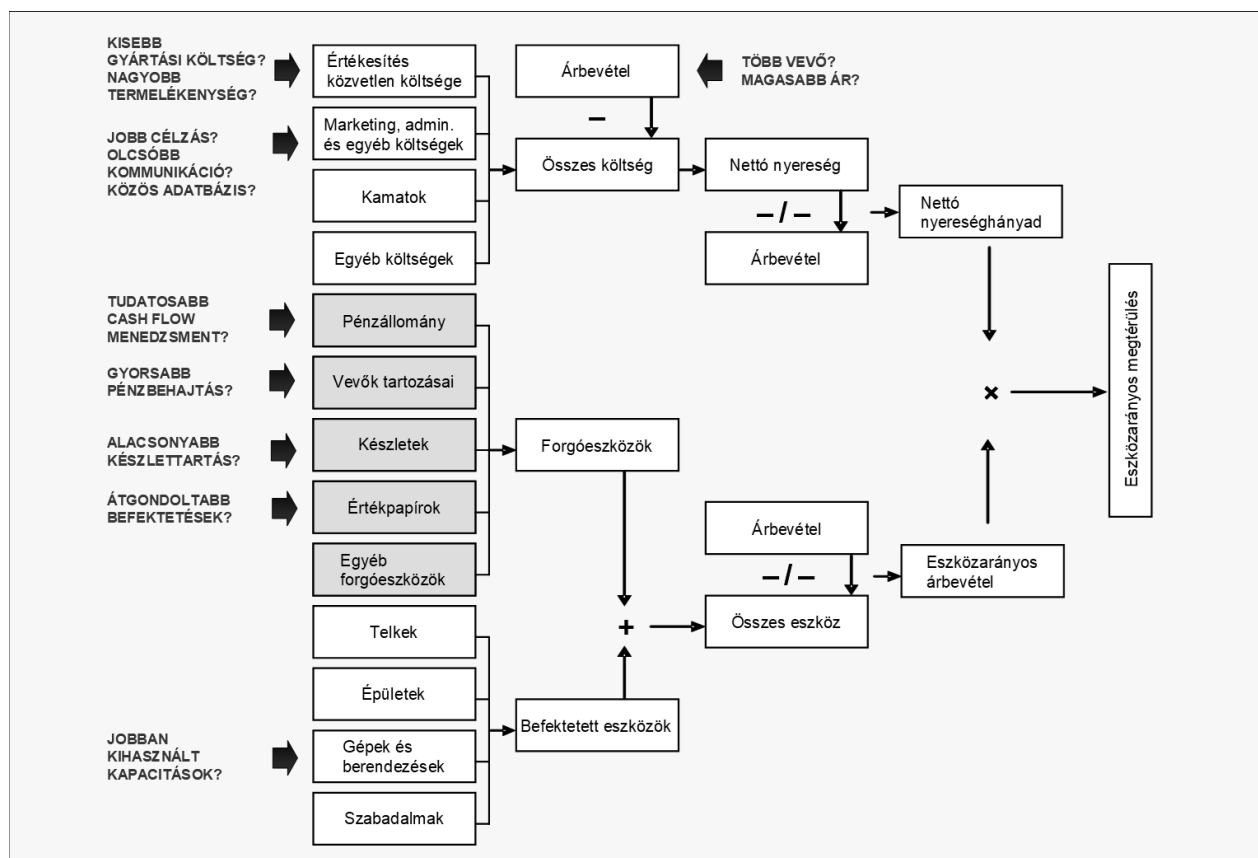 KISEBB
GYÁRTÁSI KÖLTSÉG?
NAGYOBB
TERMELÉKENYSÉG?
Értékesítés
közvetlen költsége
Árbevétel
TÖBB VEVŐ?
MAGASABB ÁR?
–
JOBB CÉLZÁS?
OLCSÓBB
KOMMUNIKÁCIÓ?
KÖZÖS ADATBÁZIS?
Marketing, admin.
és egyéb költségek
Összes költség
Nettó nyereség
Kamatok
– / –
Nettó
nyereséghányad
Egyéb költségek
Árbevétel
TUDATOSABB
CASH FLOW
MENEDZSMENT?
Pénzállomány
GYORSABB
PÉNZBEHAJTÁS?
Vevők tartozásai
×
Eszközarányos megtérülés
ALACSONYABB
KÉSZLETTARTÁS?
Készletek
Forgóeszközök
ÁTGONDOLTABB
BEFEKTETÉSEK?
Értékpapírok
Árbevétel
Egyéb
forgóeszközök
– / –
Eszközarányos
árbevétel
Telkek
+
Összes eszköz
Épületek
Befektetett eszközök
JOBBAN
KIHASZNÁLT
KAPACITÁSOK?
Gépek és
berendezések
Szabadalmak